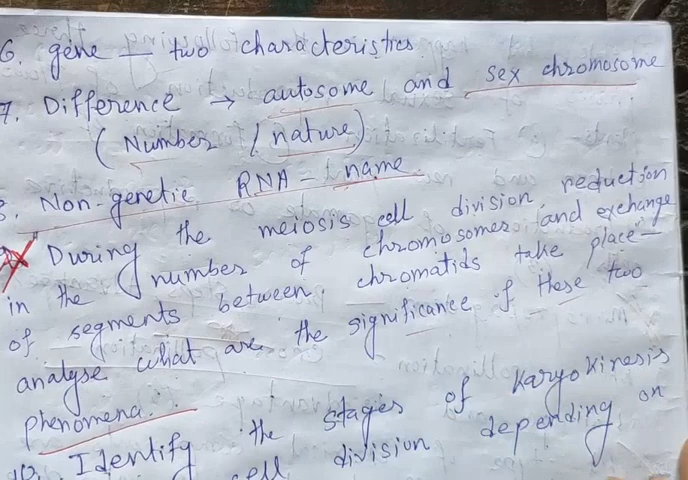 6. gene — two characteristics
7. Difference → autosome and sex chromosome
( Number / nature)
8. Non-genetic RNA — name
During the meiosis cell division, reduction
in the number of chromosomes and exchange
of segments between chromatids take place —
analyse what are the significance of these two
phenomena.
10. Identify the stages of Karyokinesis
cell division depending on